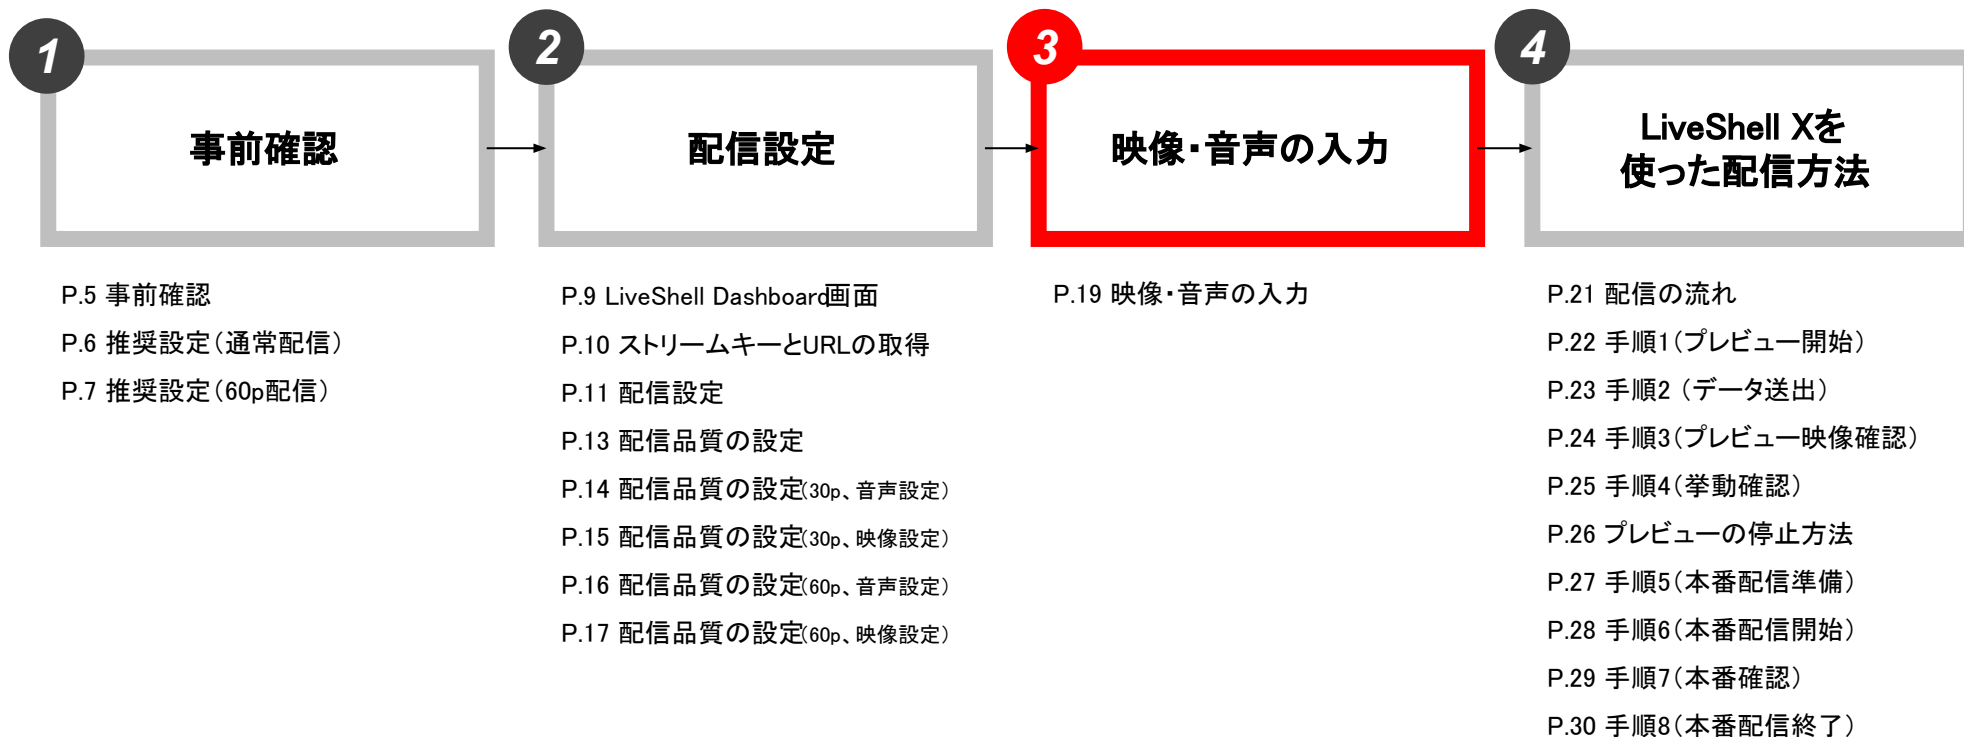 1
事前確認
P.5 事前確認
P.6 推奨設定（通常配信）
P.7 推奨設定（60p配信）
2
配信設定
P.9 LiveShell Dashboard画面
P.10 ストリームキーとURLの取得
P.11 配信設定
P.13 配信品質の設定
P.14 配信品質の設定（30p、音声設定）
P.15 配信品質の設定（30p、映像設定）
P.16 配信品質の設定（60p、音声設定）
P.17 配信品質の設定（60p、映像設定）
3
映像・音声の入力
P.19 映像・音声の入力
4
LiveShell Xを
使った配信方法
P.21 配信の流れ
P.22 手順1（プレビュー開始）
P.23 手順2 （データ送出）
P.24 手順3（プレビュー映像確認）
P.25 手順4（挙動確認）
P.26 プレビューの停止方法
P.27 手順5（本番配信準備）
P.28 手順6（本番配信開始）
P.29 手順7（本番確認）
P.30 手順8（本番配信終了）